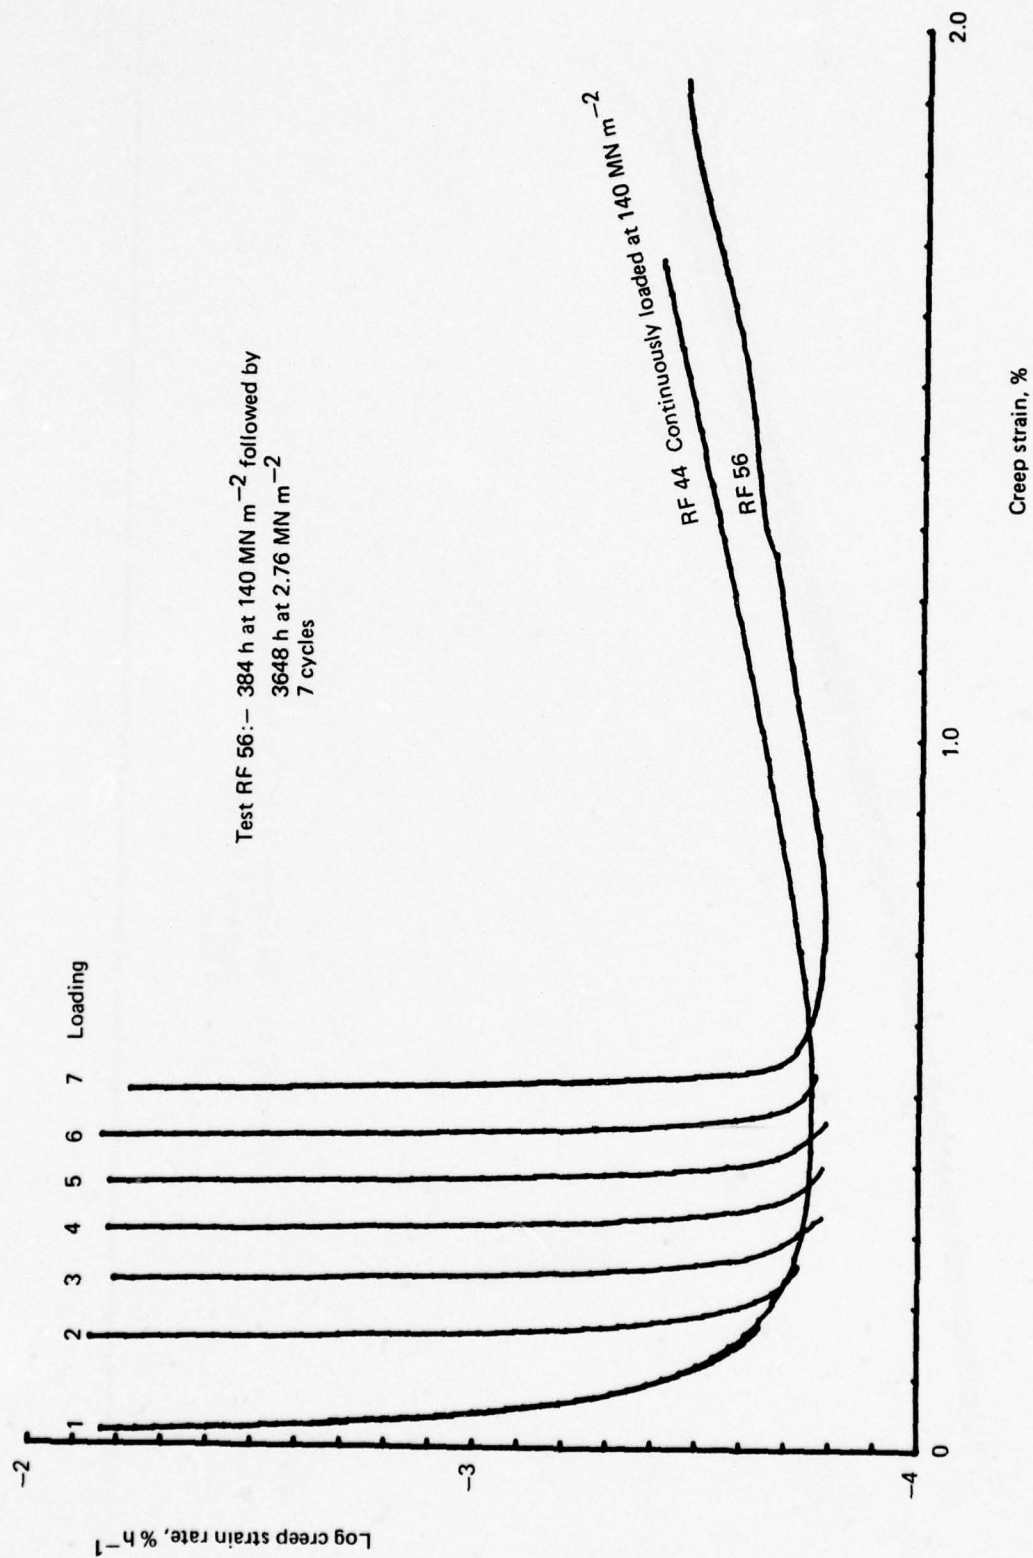 Log creep strain rate, % h⁻¹
−2
−3
−4
1
2
3
4
5
6
7
Loading
Test RF 56:− 384 h at 140 MN m⁻² followed by
3648 h at 2.76 MN m⁻²
7 cycles
RF 44 Continuously loaded at 140 MN m⁻²
RF 56
0
1.0
2.0
Creep strain, %